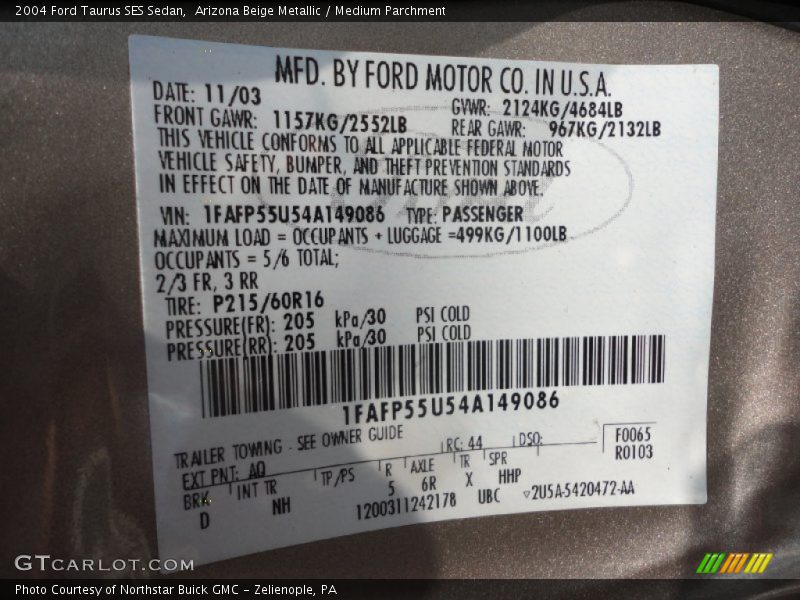 2004 Ford Taurus SES Sedan,  Arizona Beige Metallic / Medium Parchment
MFD. BY FORD MOTOR CO. IN U.S.A.
DATE: 11/03 GVWR: 2124KG/4684LB
FRONT GAWR: 1157KG/2552LB REAR GAWR: 967KG/2132LB
THIS VEHICLE CONFORMS TO ALL APPLICABLE FEDERAL MOTOR
VEHICLE SAFETY, BUMPER, AND THEFT PREVENTION STANDARDS
IN EFFECT ON THE DATE OF MANUFACTURE SHOWN ABOVE.
VIN: 1FAFP55U54A149086 TYPE: PASSENGER
MAXIMUM LOAD = OCCUPANTS + LUGGAGE =499KG/1100LB
OCCUPANTS = 5/6 TOTAL;
2/3 FR, 3 RR
TIRE: P215/60R16
PRESSURE(FR): 205 kPa/30 PSI COLD
PRESSURE(RR): 205 kPa/30 PSI COLD
1FAFP55U54A149086
TRAILER TOWING - SEE OWNER GUIDE
EXT PNT: AQ RC: 44 DSO: F0065
R0103
BRK INT TR TP/PS R AXLE TR SPR
D NH 5 6R X HHP
1200311242178 UBC ▽2U5A-5420472-AA
GTCARLOT.COM
Photo Courtesy of Northstar Buick GMC - Zelienople, PA